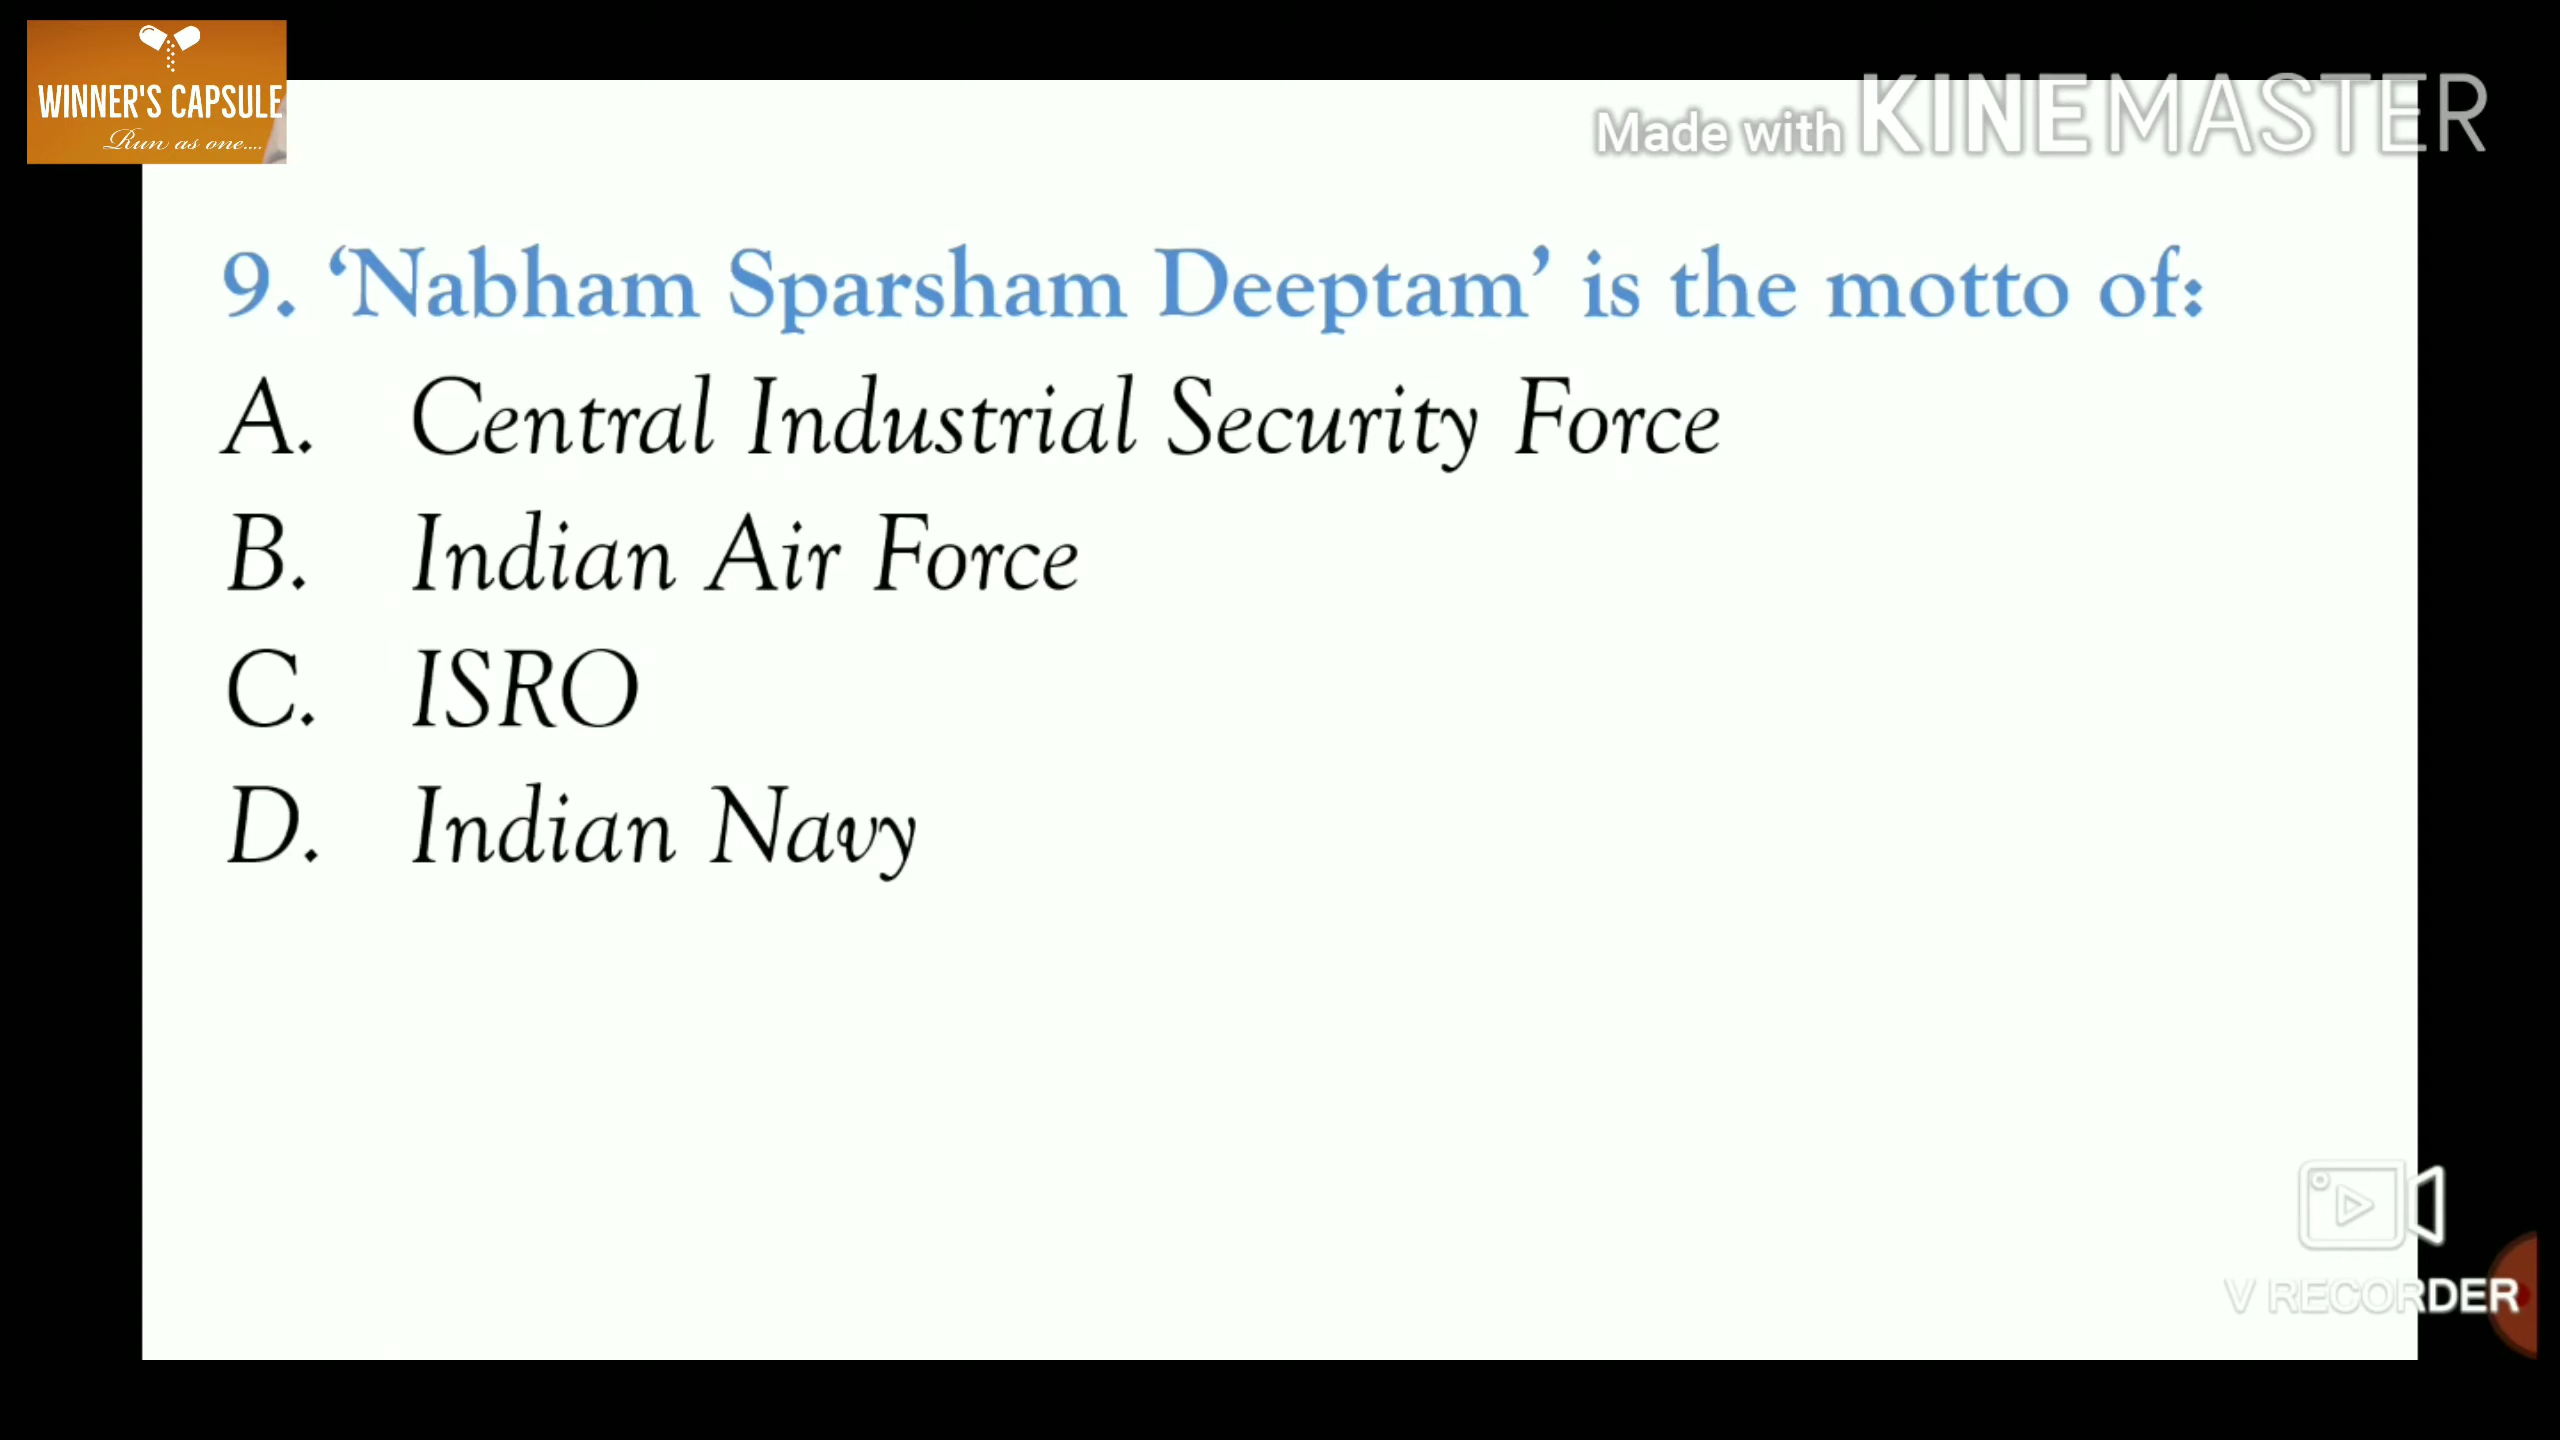 WINNER'S CAPSULE
Run as one....
Made with KINEMASTER
9. ‘Nabham Sparsham Deeptam’ is the motto of:
A. Central Industrial Security Force
B. Indian Air Force
C. ISRO
D. Indian Navy
V RECORDER